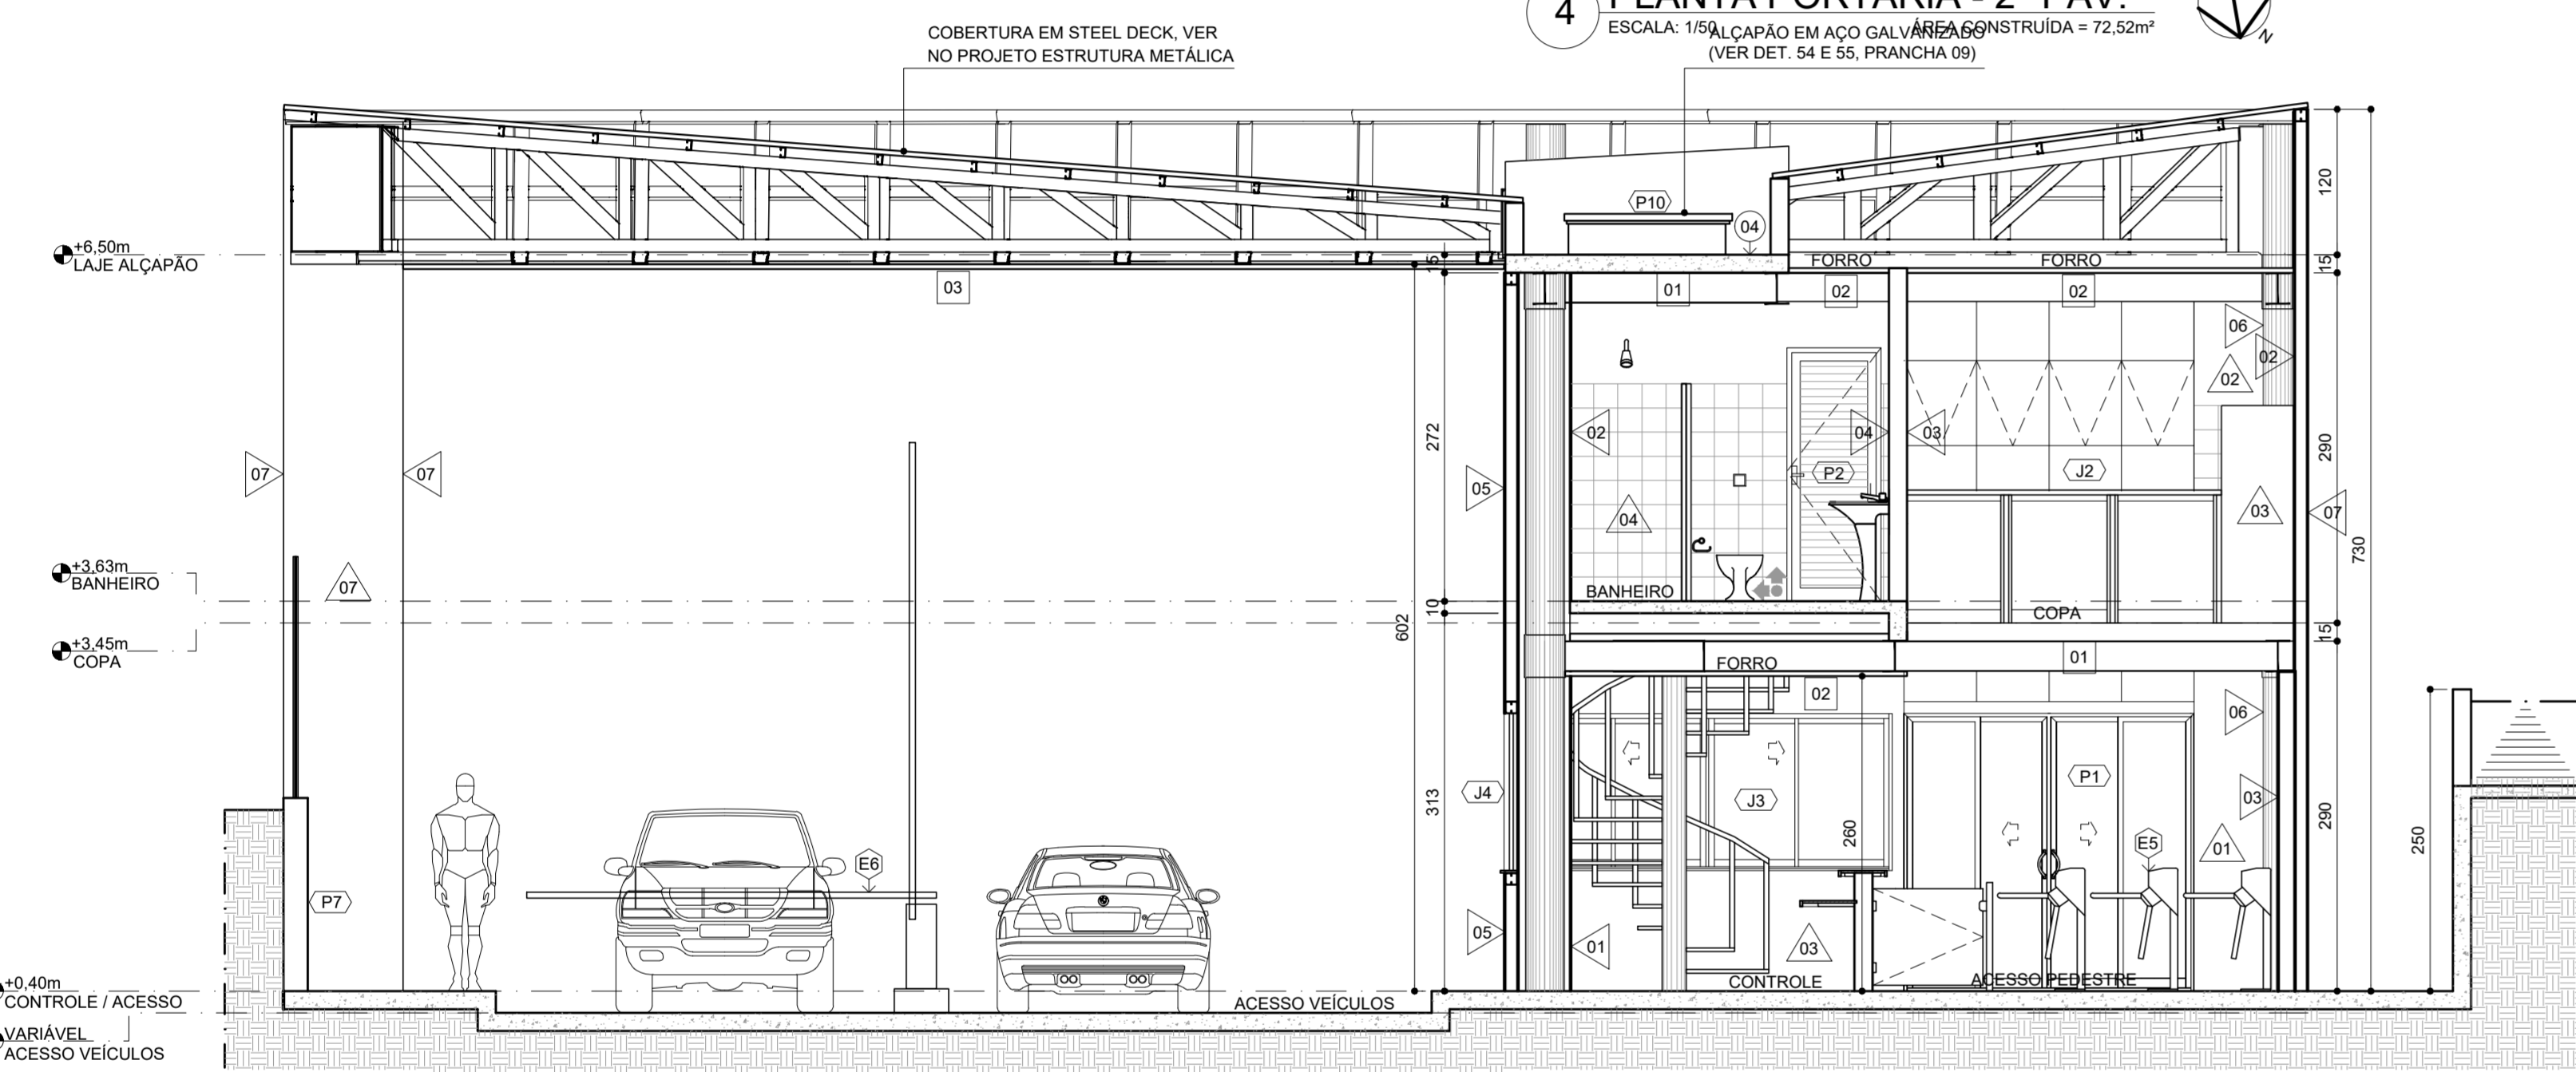 4
PLANTA PORTARIA - 2º PAV.
ESCALA: 1/50
ÁREA CONSTRUÍDA = 72,52m²
N
COBERTURA EM STEEL DECK, VER
NO PROJETO ESTRUTURA METÁLICA
ALÇAPÃO EM AÇO GALVANIZADO
(VER DET. 54 E 55, PRANCHA 09)
120
P10
04
+6,50m
LAJE ALÇAPÃO
15
FORRO
FORRO
15
03
01
02
02
06
02
02
272
02
04
03
290
07
07
05
P2
J2
04
03
07
730
+3,63m
BANHEIRO
07
BANHEIRO
10
COPA
602
15
+3,45m
COPA
FORRO
01
02
06
250
P1
J4
J3
03
313
290
260
E6
E5
01
P7
05
01
03
+0,40m
CONTROLE / ACESSO
CONTROLE
ACESSO PEDESTRE
ACESSO VEÍCULOS
VARIÁVEL
ACESSO VEÍCULOS